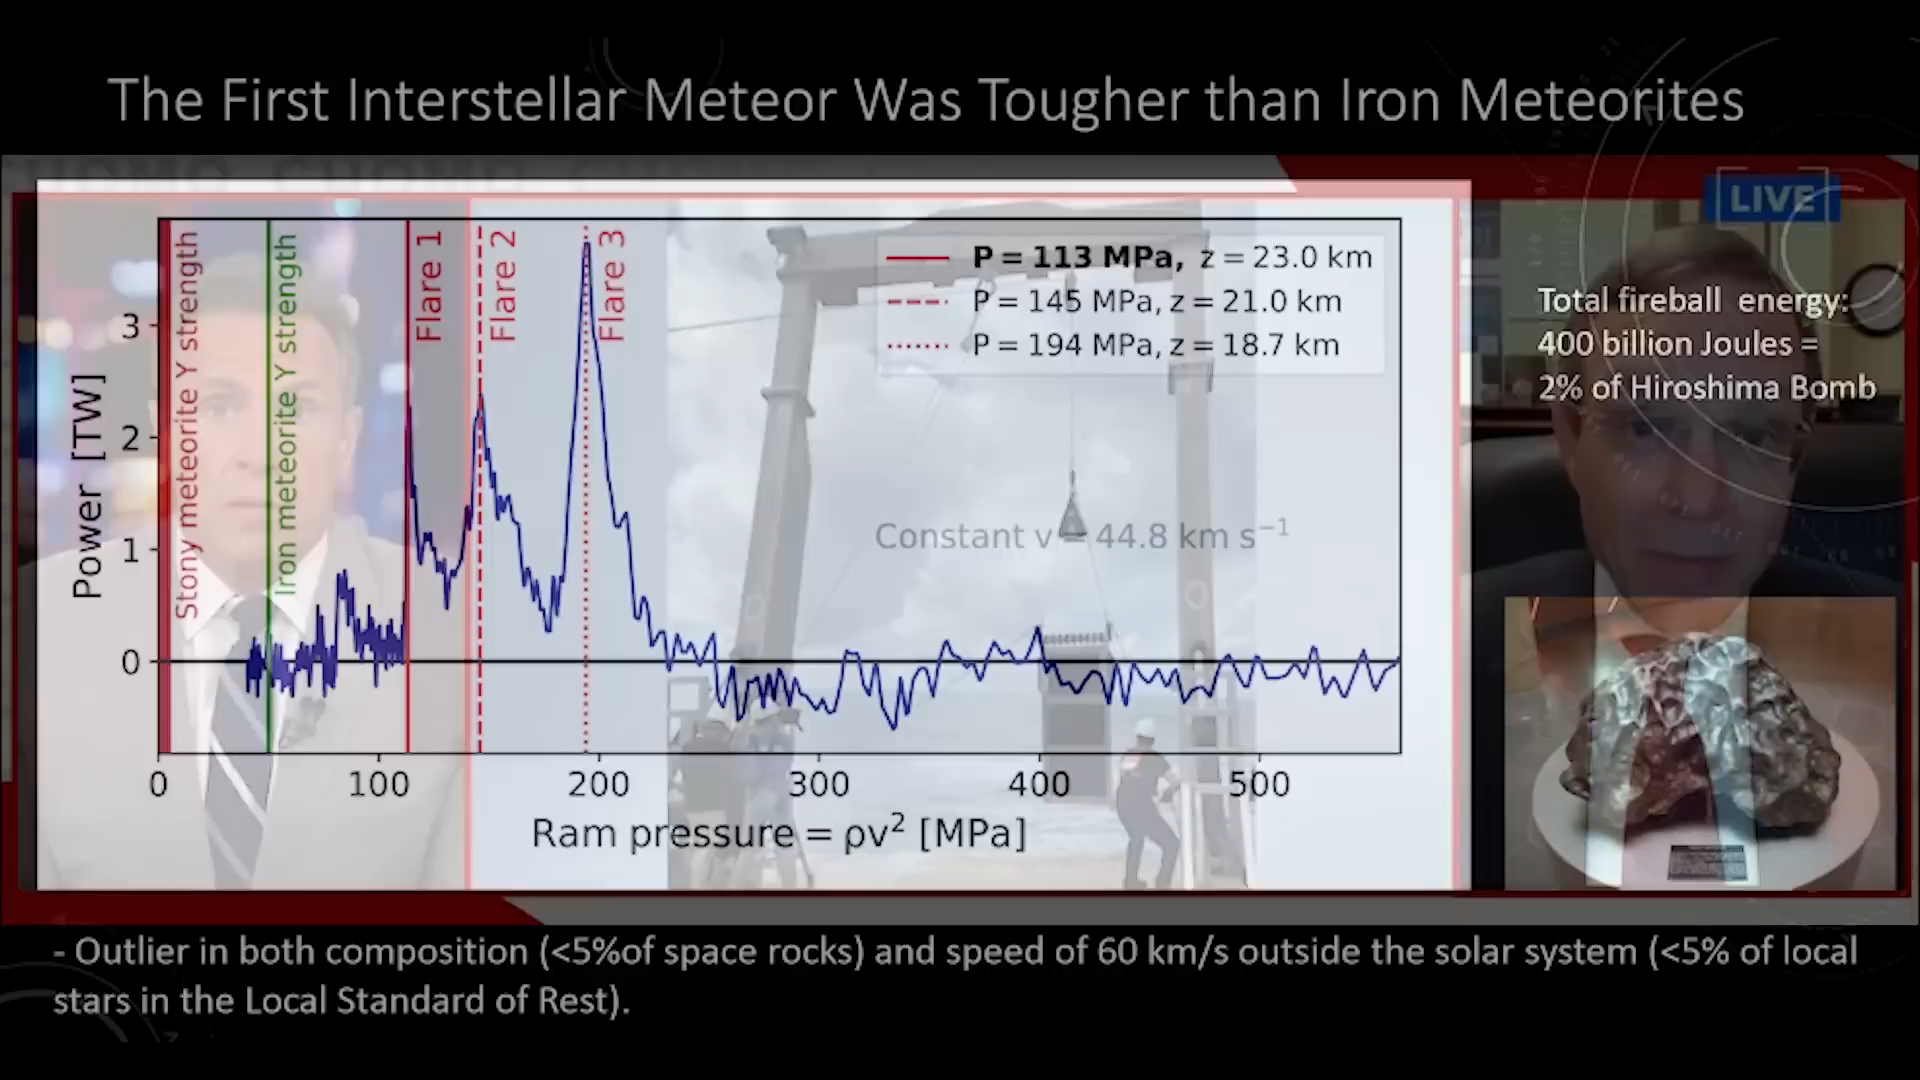 The First Interstellar Meteor Was Tougher than Iron Meteorites
LIVE
Stony meteorite Y strength
Iron meteorite Y strength
Flare 1
Flare 2
Flare 3
P = 113 MPa, z = 23.0 km
P = 145 MPa, z = 21.0 km
P = 194 MPa, z = 18.7 km
Constant v = 44.8 km s⁻¹
Power [TW]
3
2
1
0
0 100 200 300 400 500
Ram pressure = ρv² [MPa]
Total fireball energy:
400 billion Joules =
2% of Hiroshima Bomb
- Outlier in both composition (<5%of space rocks) and speed of 60 km/s outside the solar system (<5% of local
stars in the Local Standard of Rest).